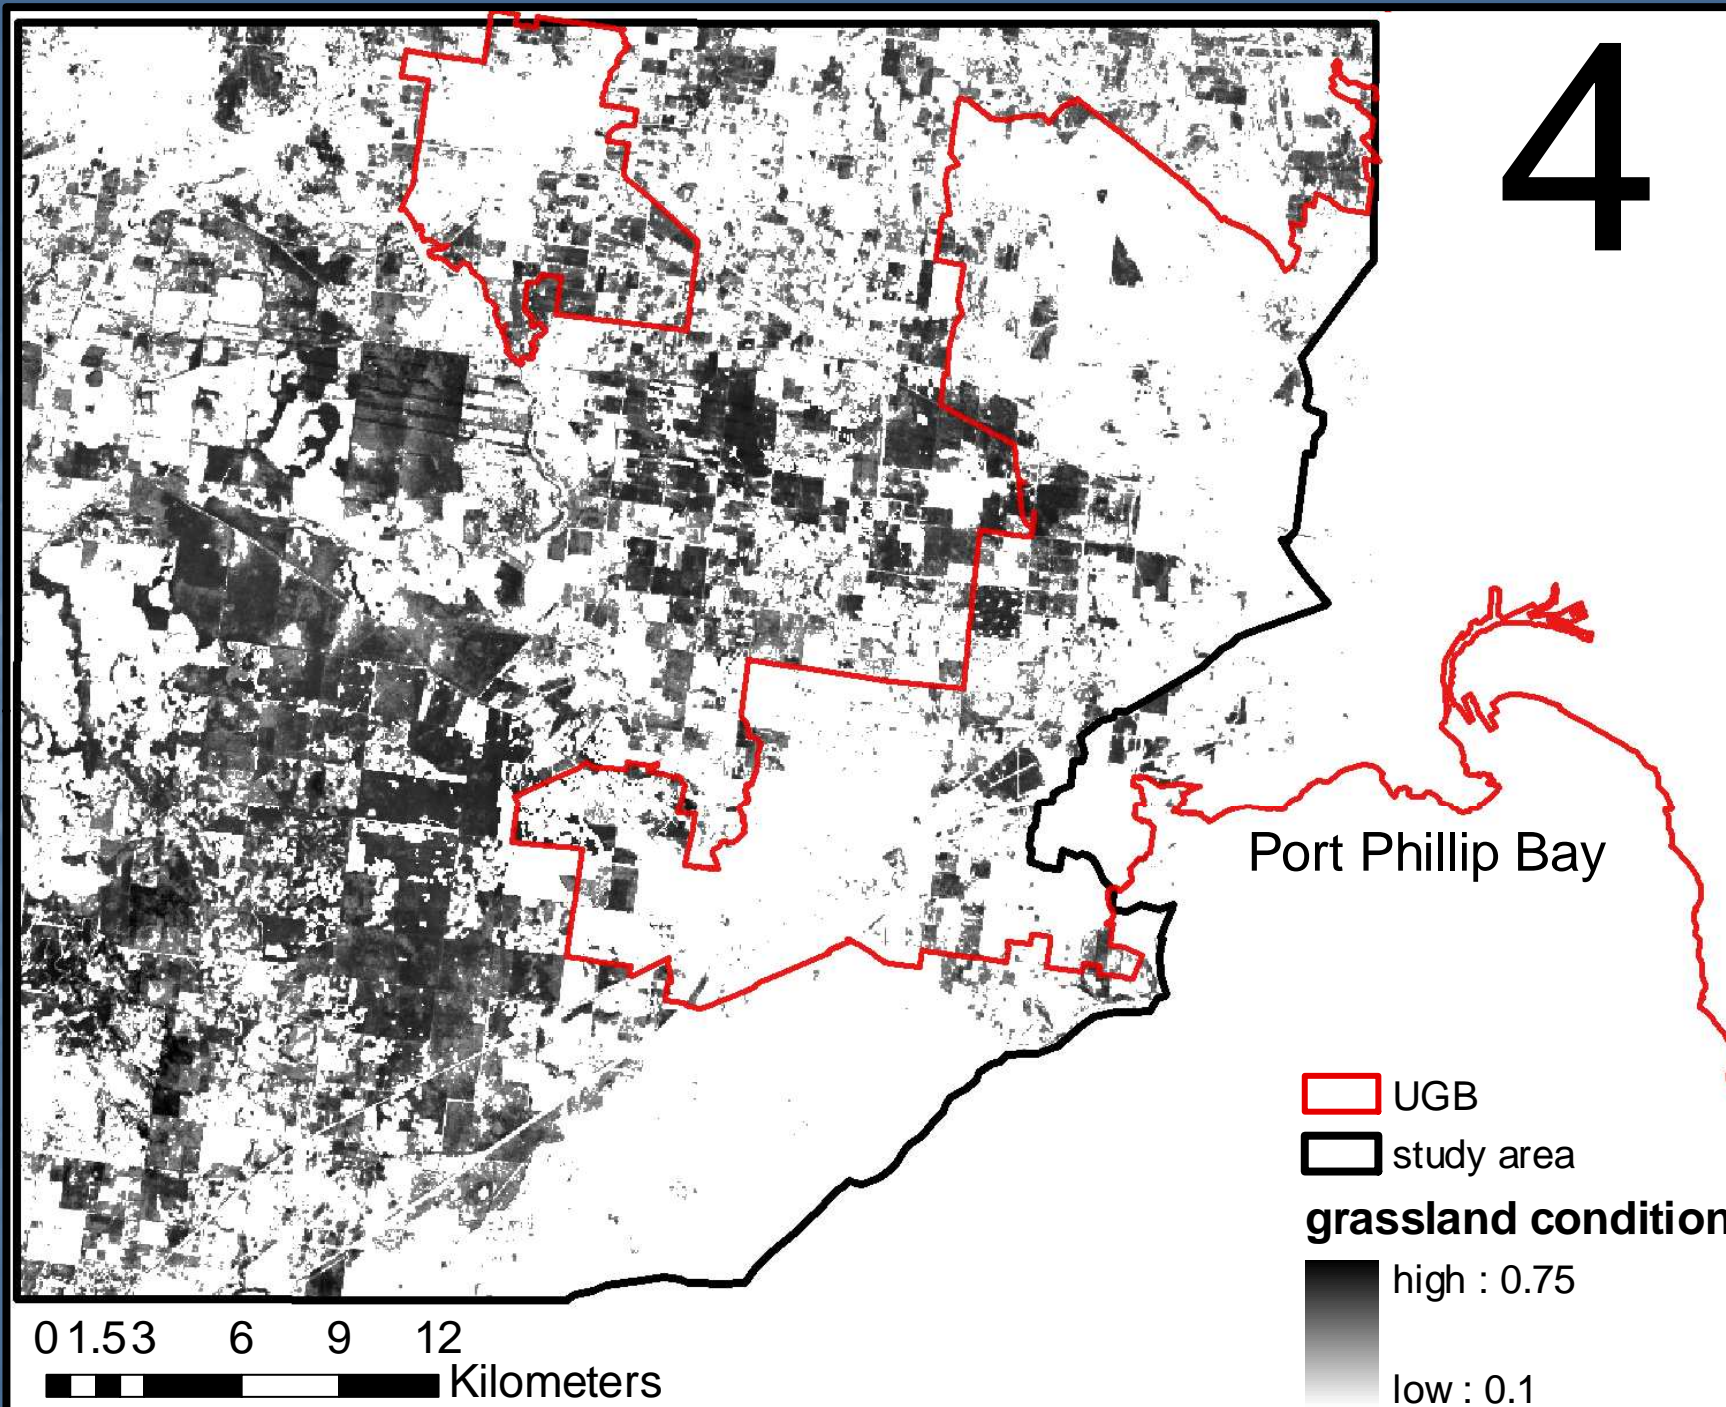 4
Port Phillip Bay
UGB
study area
grassland condition
high : 0.75
low : 0.1
0 1.5 3 6 9 12
Kilometers